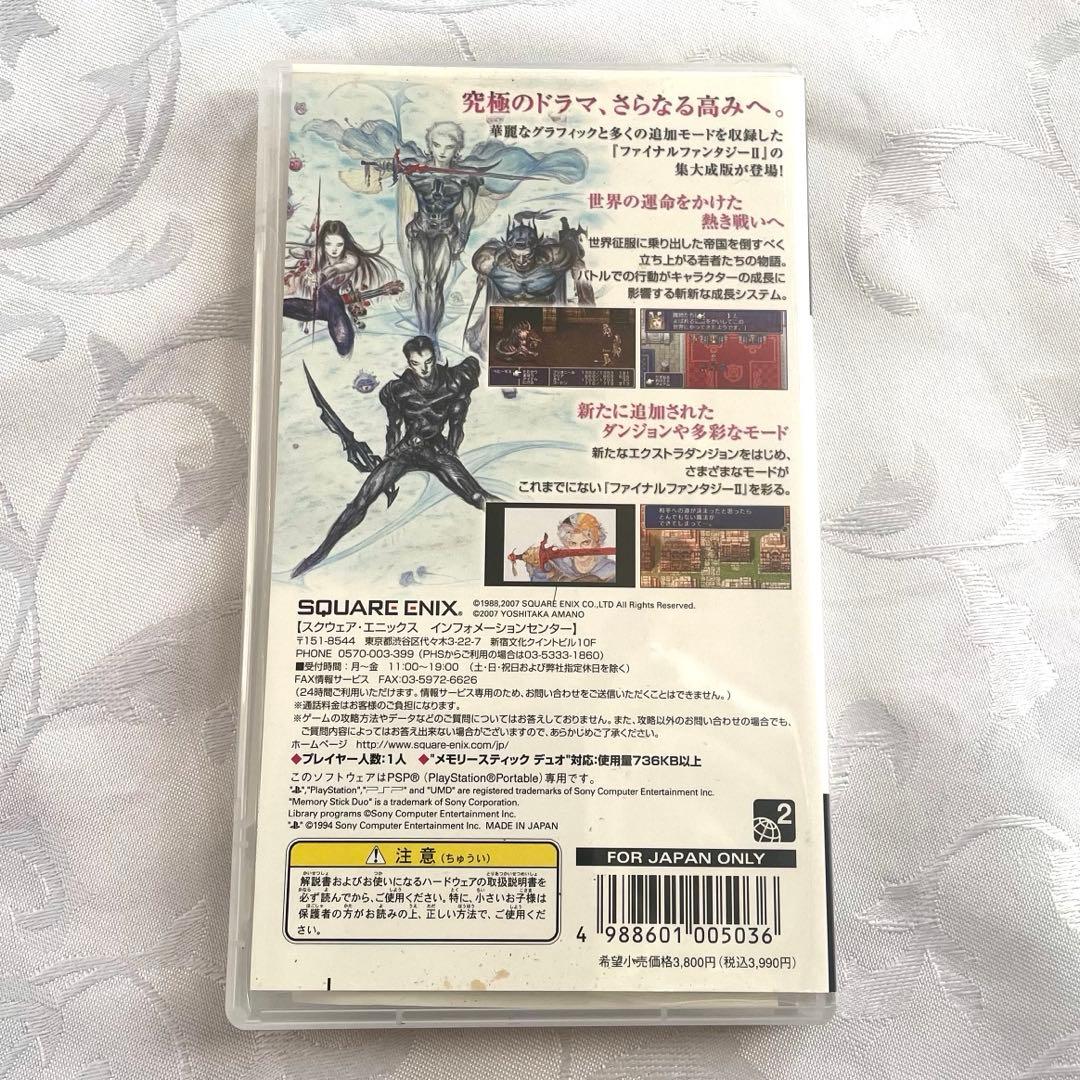 究極のドラマ、さらなる高みへ。
華麗なグラフィックと多くの追加モードを収録した
『ファイナルファンタジーII』の
集大成版が登場!
世界の運命をかけた
熱き戦いへ
世界征服に乗り出した帝国を倒すべく
立ち上がる若者たちの物語。
バトルでの行動がキャラクターの成長に
影響する斬新な成長システム。
新たに追加された
ダンジョンや多彩なモード
新たなエクストラダンジョンをはじめ、
さまざまなモードが
これまでにない『ファイナルファンタジーII』を彩る。
和平への道が決まったと思ったら
とんでもない魔法が
できてしまって…。
SQUARE ENIX.
©1988,2007 SQUARE ENIX CO.,LTD All Rights Reserved.
©2007 YOSHITAKA AMANO
【スクウェア・エニックス インフォメーションセンター】
〒151-8544 東京都渋谷区代々木3-22-7 新宿文化クイントビル10F
PHONE 0570-003-399 (PHSからご利用の場合は03-5333-1860)
■受付時間:月〜金 11:00〜19:00 (土・日・祝日および弊社指定休日を除く)
FAX情報サービス FAX:03-5972-6626
(24時間ご利用いただけます。情報サービス専用のため、お問い合わせをご送信いただくことはできません。)
※通話料金はお客様のご負担になります。
※ゲームの攻略方法やデータなどのご質問についてはお答えしておりません。また、攻略以外のお問い合わせの場合でも、
ご質問内容によってはお答え出来ない場合がございますので、あらかじめご了承ください。
ホームページ http://www.square-enix.com/jp/
◆プレイヤー人数:1人 ◆"メモリースティック デュオ"対応:使用量736KB以上
このソフトウェアはPSP® (PlayStation®Portable) 専用です。
" ","PlayStation","PSP" and "UMD" are registered trademarks of Sony Computer Entertainment Inc.
"Memory Stick Duo" is a trademark of Sony Corporation.
Library programs ©Sony Computer Entertainment Inc.
" " ©1994 Sony Computer Entertainment Inc. MADE IN JAPAN
2
注意(ちゅうい)
解説書およびお使いになるハードウェアの取扱説明書を
必ず読んでから、ご使用ください。特に、小さいお子様は
保護者の方がお読みの上、正しい方法で、ご使用くだ
さい。
FOR JAPAN ONLY
4 988601 005036
希望小売価格3,800円(税込3,990円)